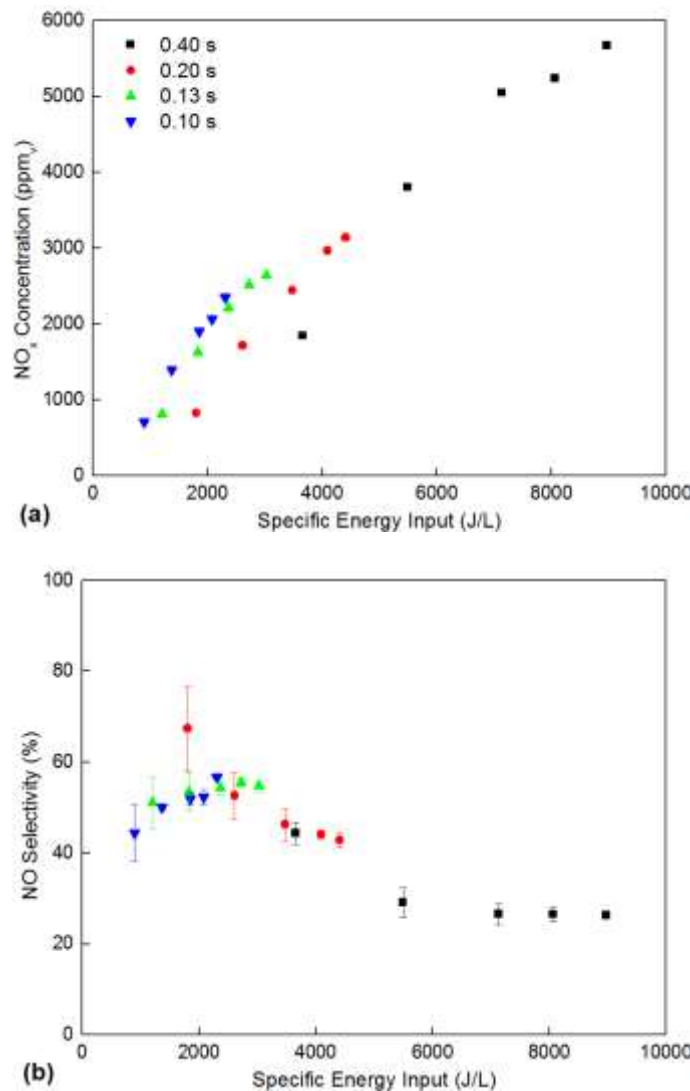 6000
5000
4000
3000
2000
1000
0
NOₓ Concentration (ppmᵥ)
0.40 s
0.20 s
0.13 s
0.10 s
0 2000 4000 6000 8000 10000
(a)
Specific Energy Input (J/L)
100
80
60
40
20
0
NO Selectivity (%)
0 2000 4000 6000 8000 10000
(b)
Specific Energy Input (J/L)